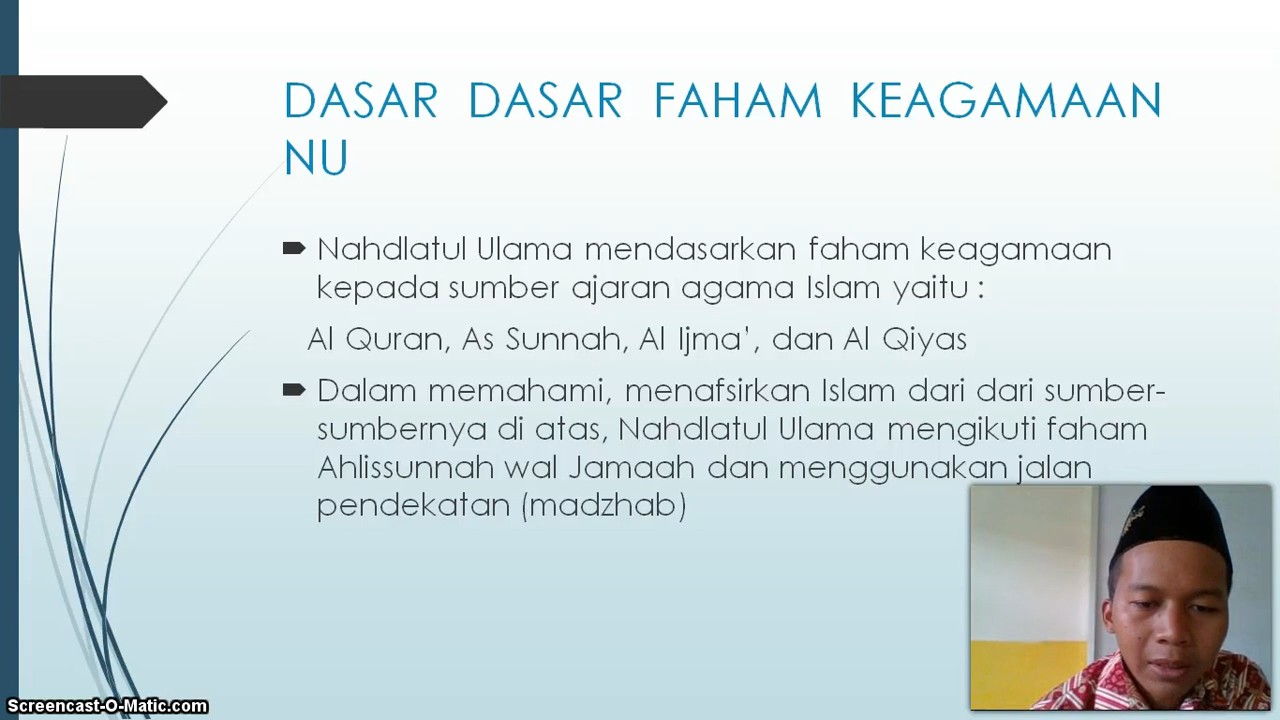 DASAR DASAR FAHAM KEAGAMAAN
NU
Nahdlatul Ulama mendasarkan faham keagamaan
kepada sumber ajaran agama Islam yaitu :
Al Quran, As Sunnah, Al Ijma', dan Al Qiyas
Dalam memahami, menafsirkan Islam dari dari sumber-
sumbernya di atas, Nahdlatul Ulama mengikuti faham
Ahlissunnah wal Jamaah dan menggunakan jalan
pendekatan (madzhab)
Screencast-O-Matic.com